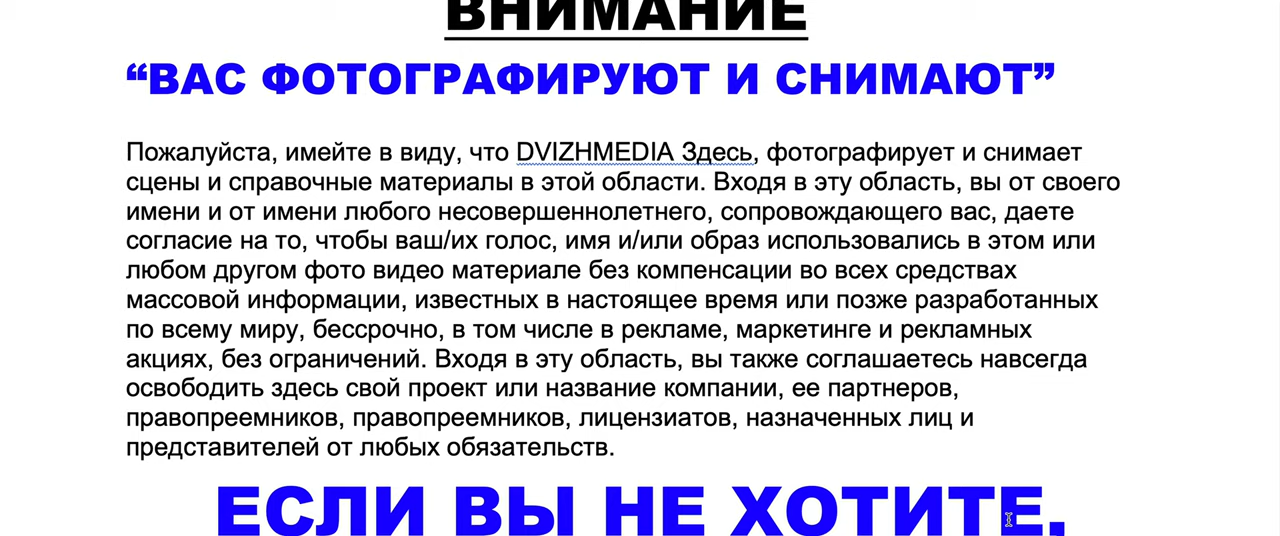 ВНИМАНИЕ
“ВАС ФОТОГРАФИРУЮТ И СНИМАЮТ”
Пожалуйста, имейте в виду, что DVIZHMEDIA Здесь, фотографирует и снимает
сцены и справочные материалы в этой области. Входя в эту область, вы от своего
имени и от имени любого несовершеннолетнего, сопровождающего вас, даете
согласие на то, чтобы ваш/их голос, имя и/или образ использовались в этом или
любом другом фото видео материале без компенсации во всех средствах
массовой информации, известных в настоящее время или позже разработанных
по всему миру, бессрочно, в том числе в рекламе, маркетинге и рекламных
акциях, без ограничений. Входя в эту область, вы также соглашаетесь навсегда
освободить здесь свой проект или название компании, ее партнеров,
правопреемников, правопреемников, лицензиатов, назначенных лиц и
представителей от любых обязательств.
ЕСЛИ ВЫ НЕ ХОТИТЕ,